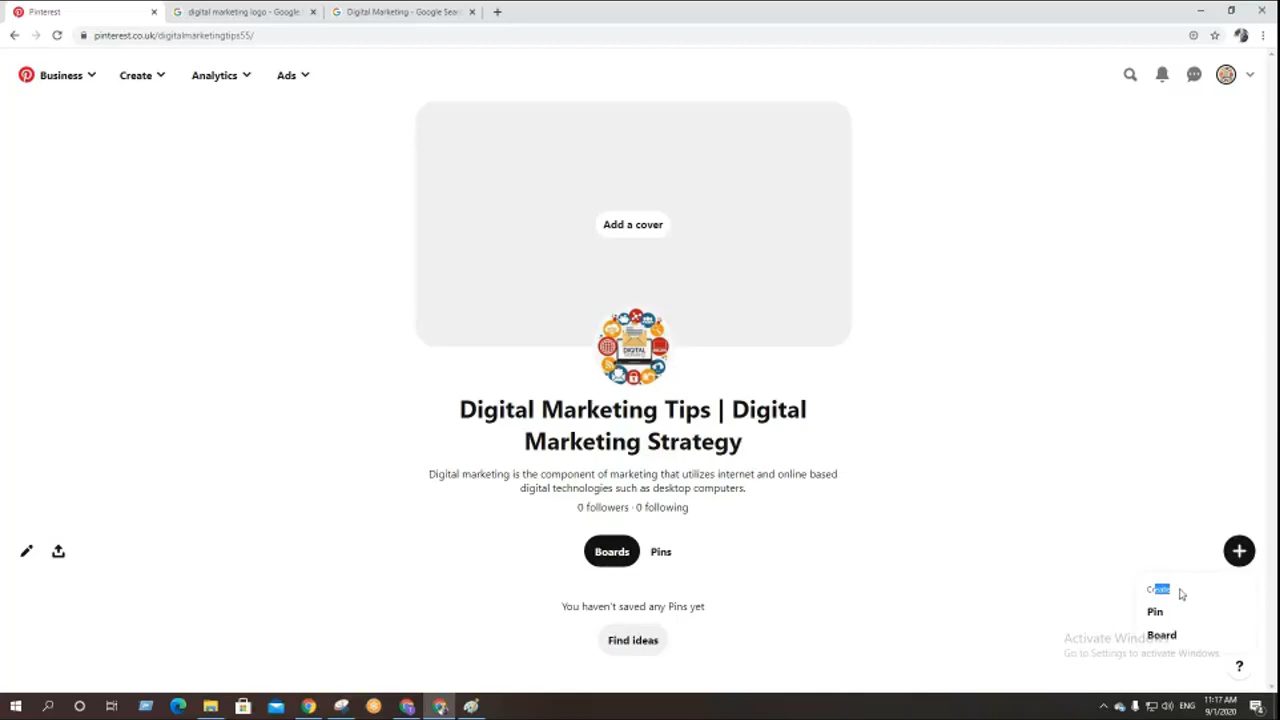 Pinterest
digital marketing logo - Google
Digital Marketing - Google Sear
pinterest.co.uk/digitalmarketingtips55/
Business
Create
Analytics
Ads
Add a cover
DIGITAL
Digital Marketing Tips | Digital
Marketing Strategy
Digital marketing is the component of marketing that utilizes internet and online based
digital technologies such as desktop computers.
0 followers · 0 following
Boards
Pins
You haven't saved any Pins yet
Find ideas
Create
Pin
Board
Activate Windows
Go to Settings to activate Windows.
?
ENG
11:17 AM
9/1/2020